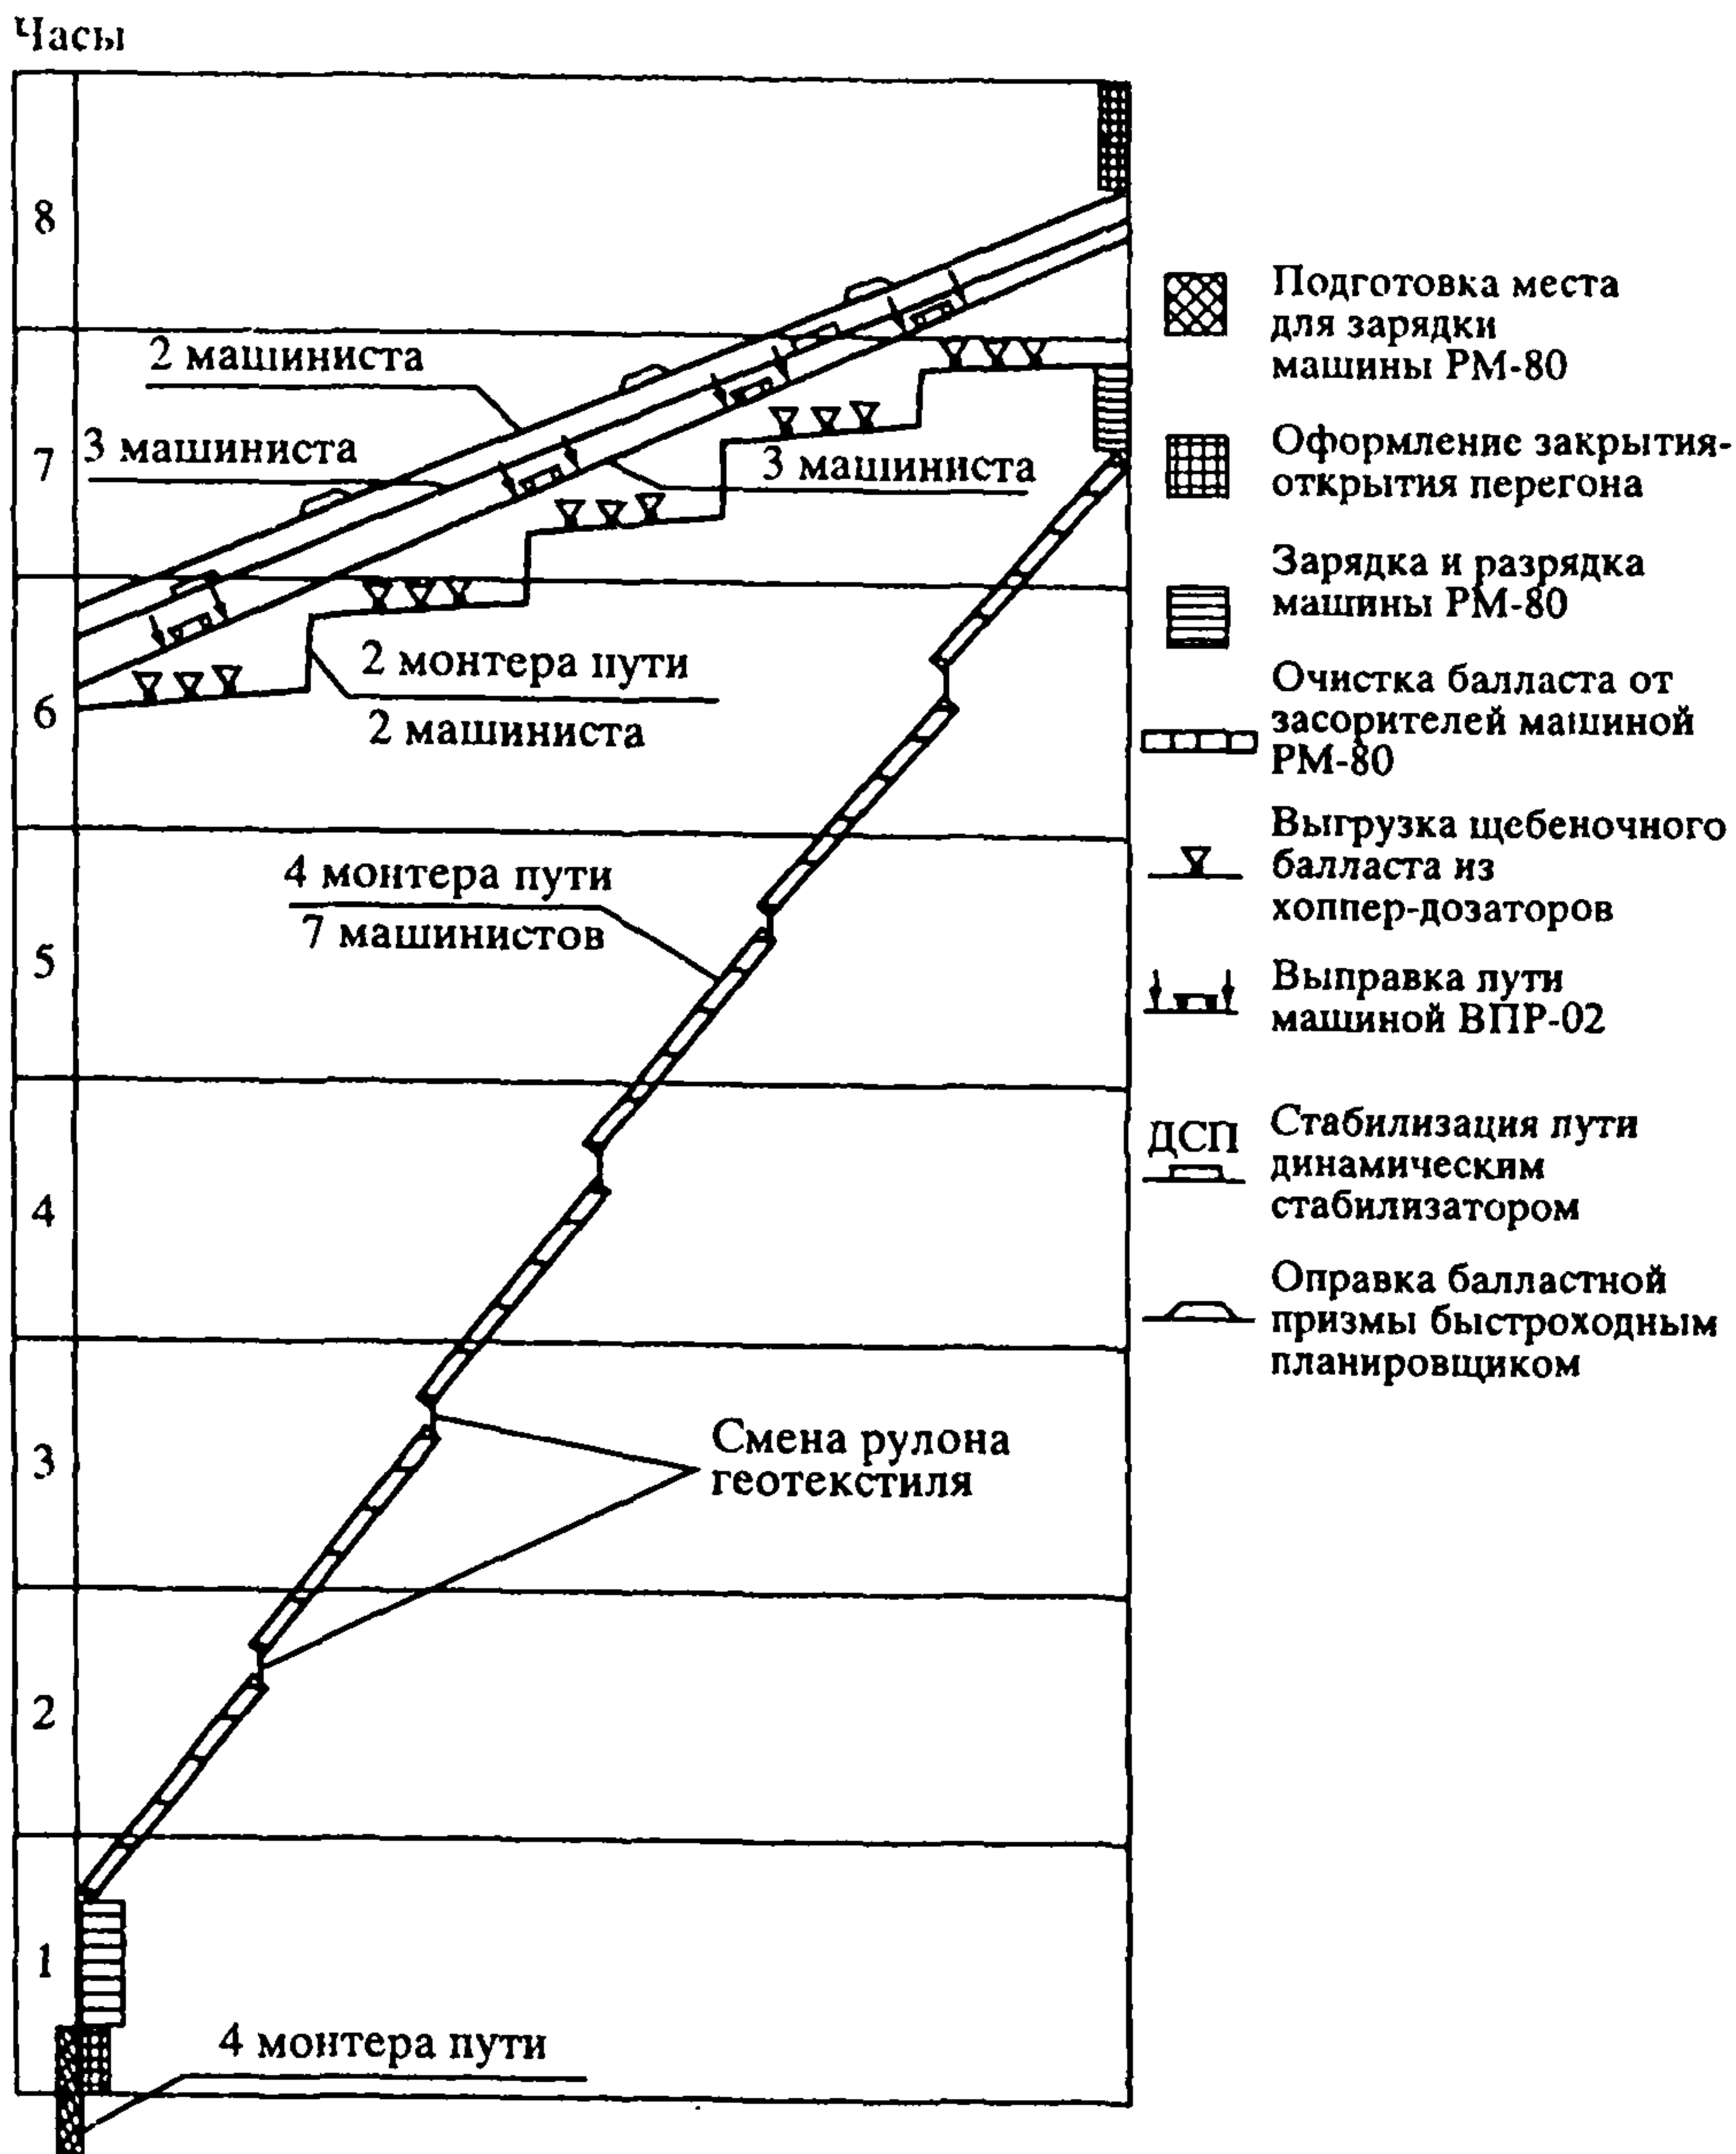 Часы
8
2 машиниста
3 машиниста
7
3 машиниста
6
2 монтера пути
2 машиниста
4 монтера пути
7 машинистов
5
4
3
Смена рулона
геотекстиля
2
1
4 монтера пути
Подготовка места
для зарядки
машины РМ-80
Оформление закрытия-
открытия перегона
Зарядка и разрядка
машины РМ-80
Очистка балласта от
засорителей машиной
РМ-80
Выгрузка щебеночного
балласта из
хоппер-дозаторов
Выправка пути
машиной ВПР-02
ДСП
Стабилизация пути
динамическим
стабилизатором
Оправка балластной
призмы быстроходным
планировщиком